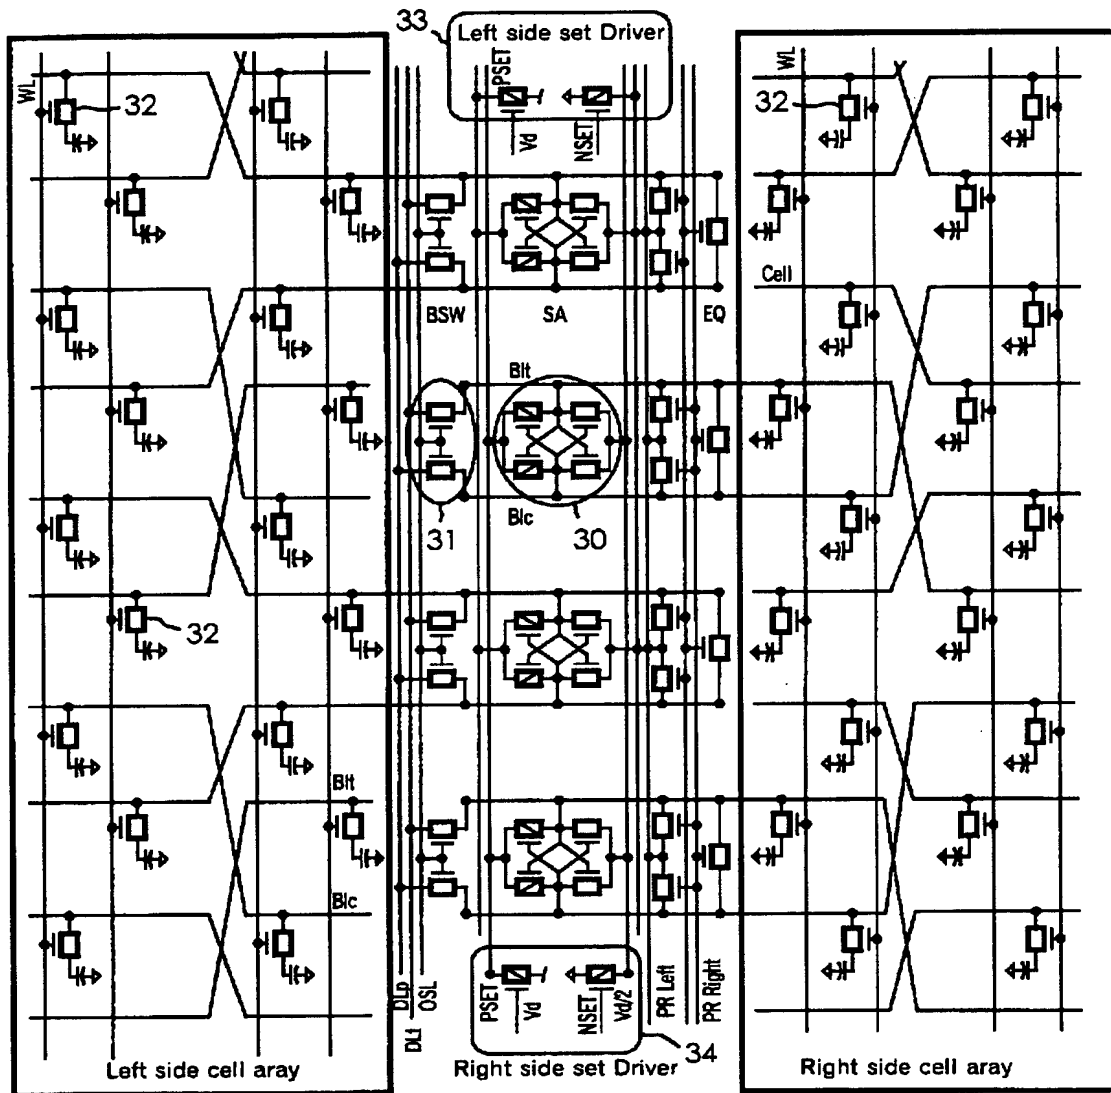 33
Left side set Driver
PSET
Vd
NSET
WL
32
WL
32
BSW
SA
EQ
Cell
Blt
Blc
31
30
32
Blt
Blc
DLp
DLt
OSL
PSET
Vd
NSET
Vd/2
PR Left
PR Right
34
Left side cell aray
Right side set Driver
Right side cell aray